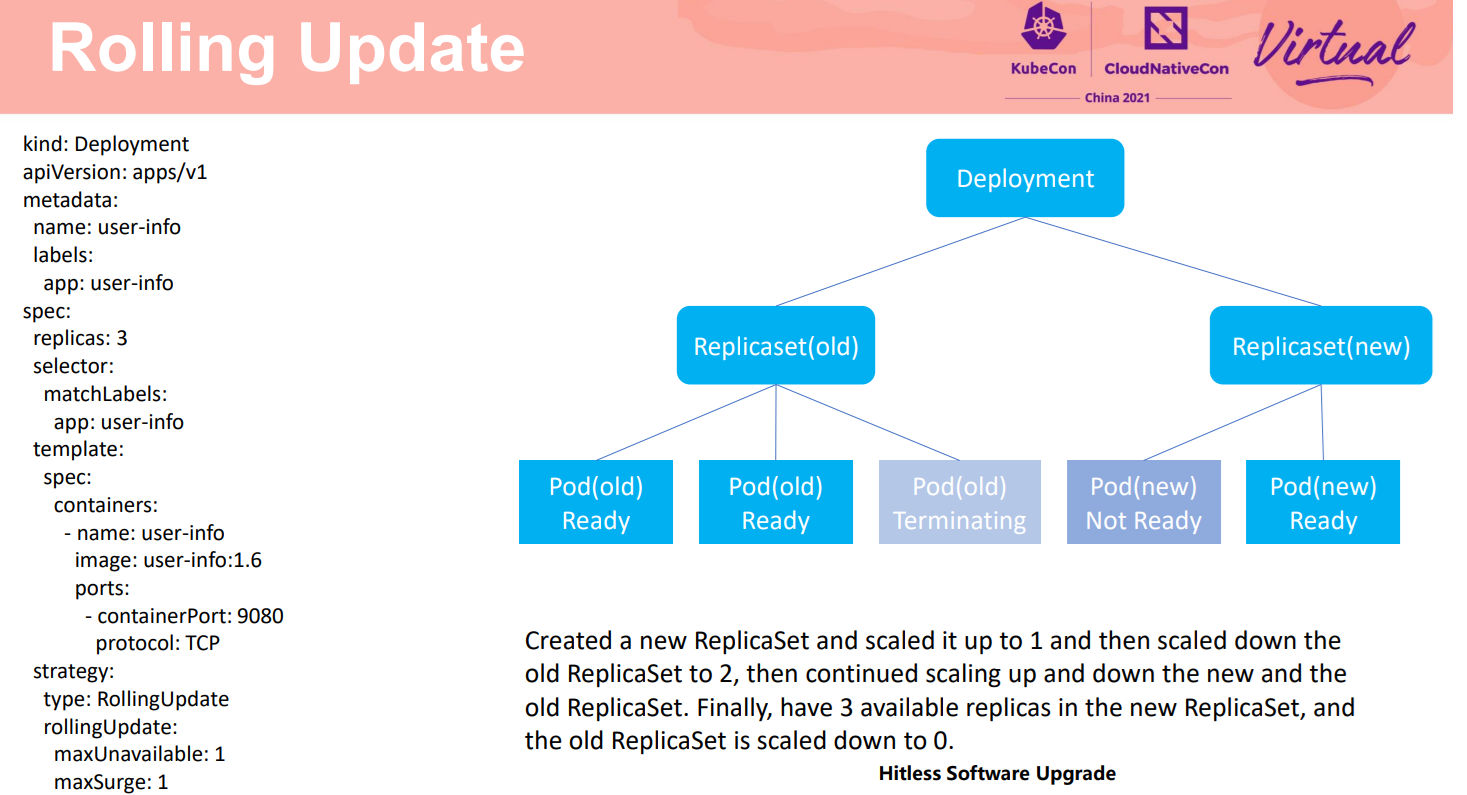 Rolling Update
KubeCon
CloudNativeCon
China 2021
Virtual
kind: Deployment
apiVersion: apps/v1
metadata:
  name: user-info
  labels:
    app: user-info
spec:
  replicas: 3
  selector:
    matchLabels:
      app: user-info
  template:
    spec:
      containers:
        - name: user-info
          image: user-info:1.6
          ports:
            - containerPort: 9080
              protocol: TCP
  strategy:
    type: RollingUpdate
    rollingUpdate:
      maxUnavailable: 1
      maxSurge: 1
Deployment
Replicaset(old)
Replicaset(new)
Pod(old)
Ready
Pod(old)
Ready
Pod(old)
Terminating
Pod(new)
Not Ready
Pod(new)
Ready
Created a new ReplicaSet and scaled it up to 1 and then scaled down the
old ReplicaSet to 2, then continued scaling up and down the new and the
old ReplicaSet. Finally, have 3 available replicas in the new ReplicaSet, and
the old ReplicaSet is scaled down to 0.
Hitless Software Upgrade